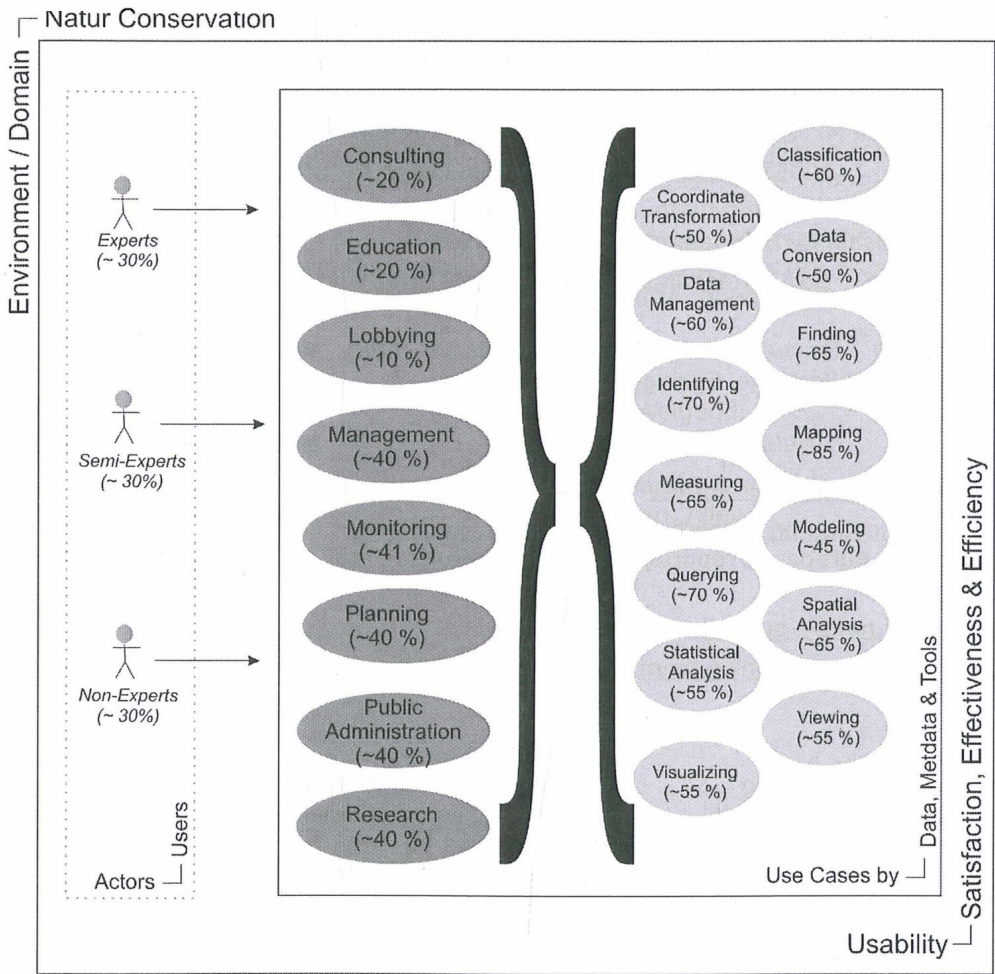 Natur Conservation
Environment / Domain
Experts
(~ 30%)
Semi-Experts
(~ 30%)
Non-Experts
(~ 30%)
Actors
Users
Consulting
(~20 %)
Education
(~20 %)
Lobbying
(~10 %)
Management
(~40 %)
Monitoring
(~41 %)
Planning
(~40 %)
Public
Administration
(~40 %)
Research
(~40 %)
Classification
(~60 %)
Coordinate
Transformation
(~50 %)
Data
Conversion
(~50 %)
Data
Management
(~60 %)
Finding
(~65 %)
Identifying
(~70 %)
Mapping
(~85 %)
Measuring
(~65 %)
Modeling
(~45 %)
Querying
(~70 %)
Spatial
Analysis
(~65 %)
Statistical
Analysis
(~55 %)
Viewing
(~55 %)
Visualizing
(~55 %)
Use Cases by
Data, Metdata & Tools
Usability
Satisfaction, Effectiveness & Efficiency